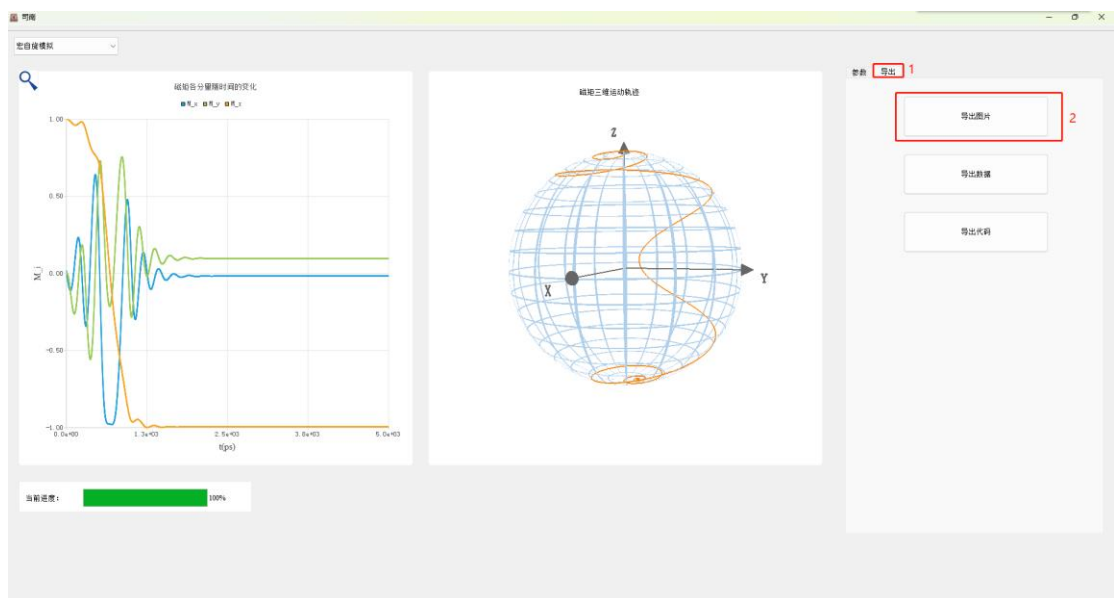 司南
宏自旋模拟
参数 导出 1
磁矩各分量随时间的变化
M_x M_y M_z
1.00
0.50
0.00
-0.50
-1.00
M_i
0.0e+00 1.3e+03 2.5e+03 3.8e+03 5.0e+03
t(ps)
磁矩三维运动轨迹
Z
Y
X
导出图片 2
导出数据
导出代码
当前进度： 100%